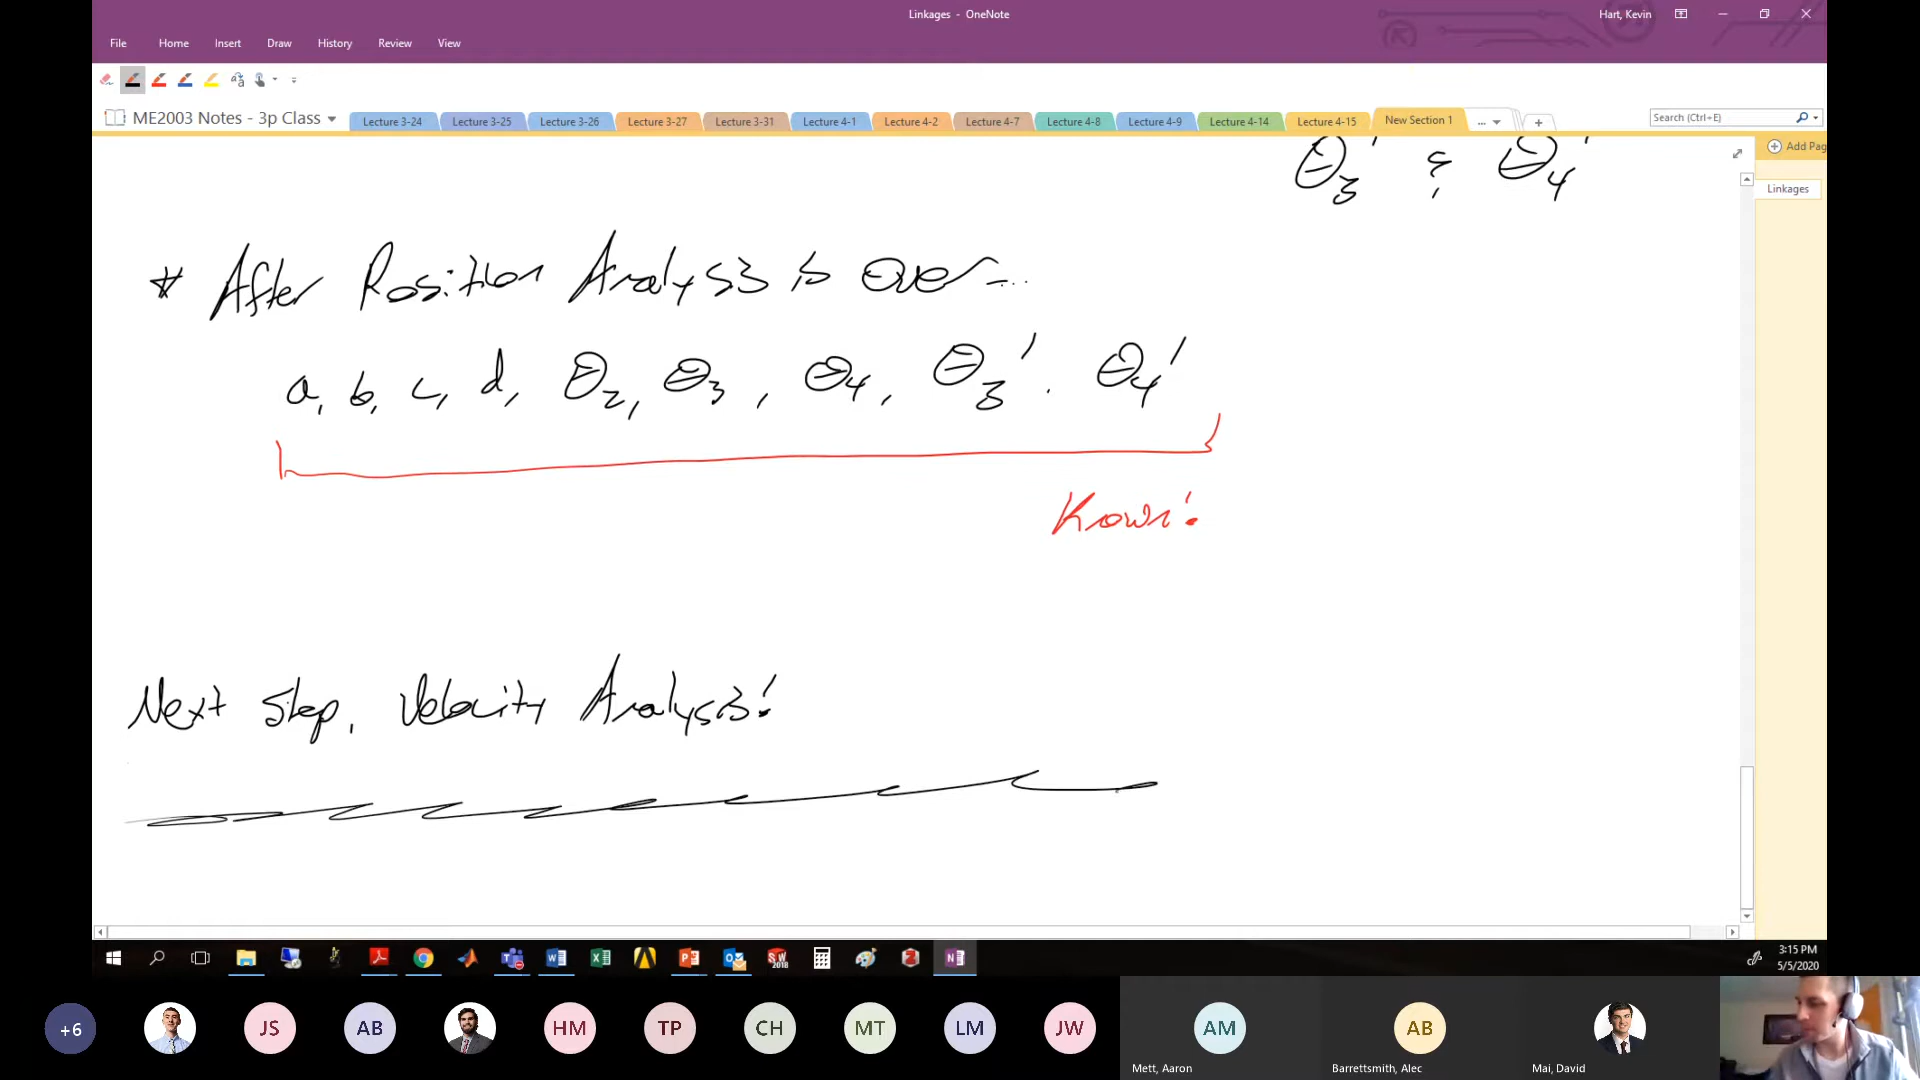 Linkages - OneNote
Hart, Kevin
File Home Insert Draw History Review View
ME2003 Notes - 3p Class
Lecture 3-24 Lecture 3-25 Lecture 3-26 Lecture 3-27 Lecture 3-31 Lecture 4-1 Lecture 4-2 Lecture 4-7 Lecture 4-8 Lecture 4-9 Lecture 4-14 Lecture 4-15 New Section 1 ...
Search (Ctrl+E)
Add Pag
Linkages
Θ3' & Θ4'
* After Position Analysis is over...
a, b, c, d, Θ2, Θ3, Θ4, Θ3'. Θ4'
Known!
Next Step, Velocity Analysis!
SW 2018
3:15 PM
5/5/2020
+6 JS AB HM TP CH MT LM JW AM AB
Mett, Aaron Barrettsmith, Alec Mai, David